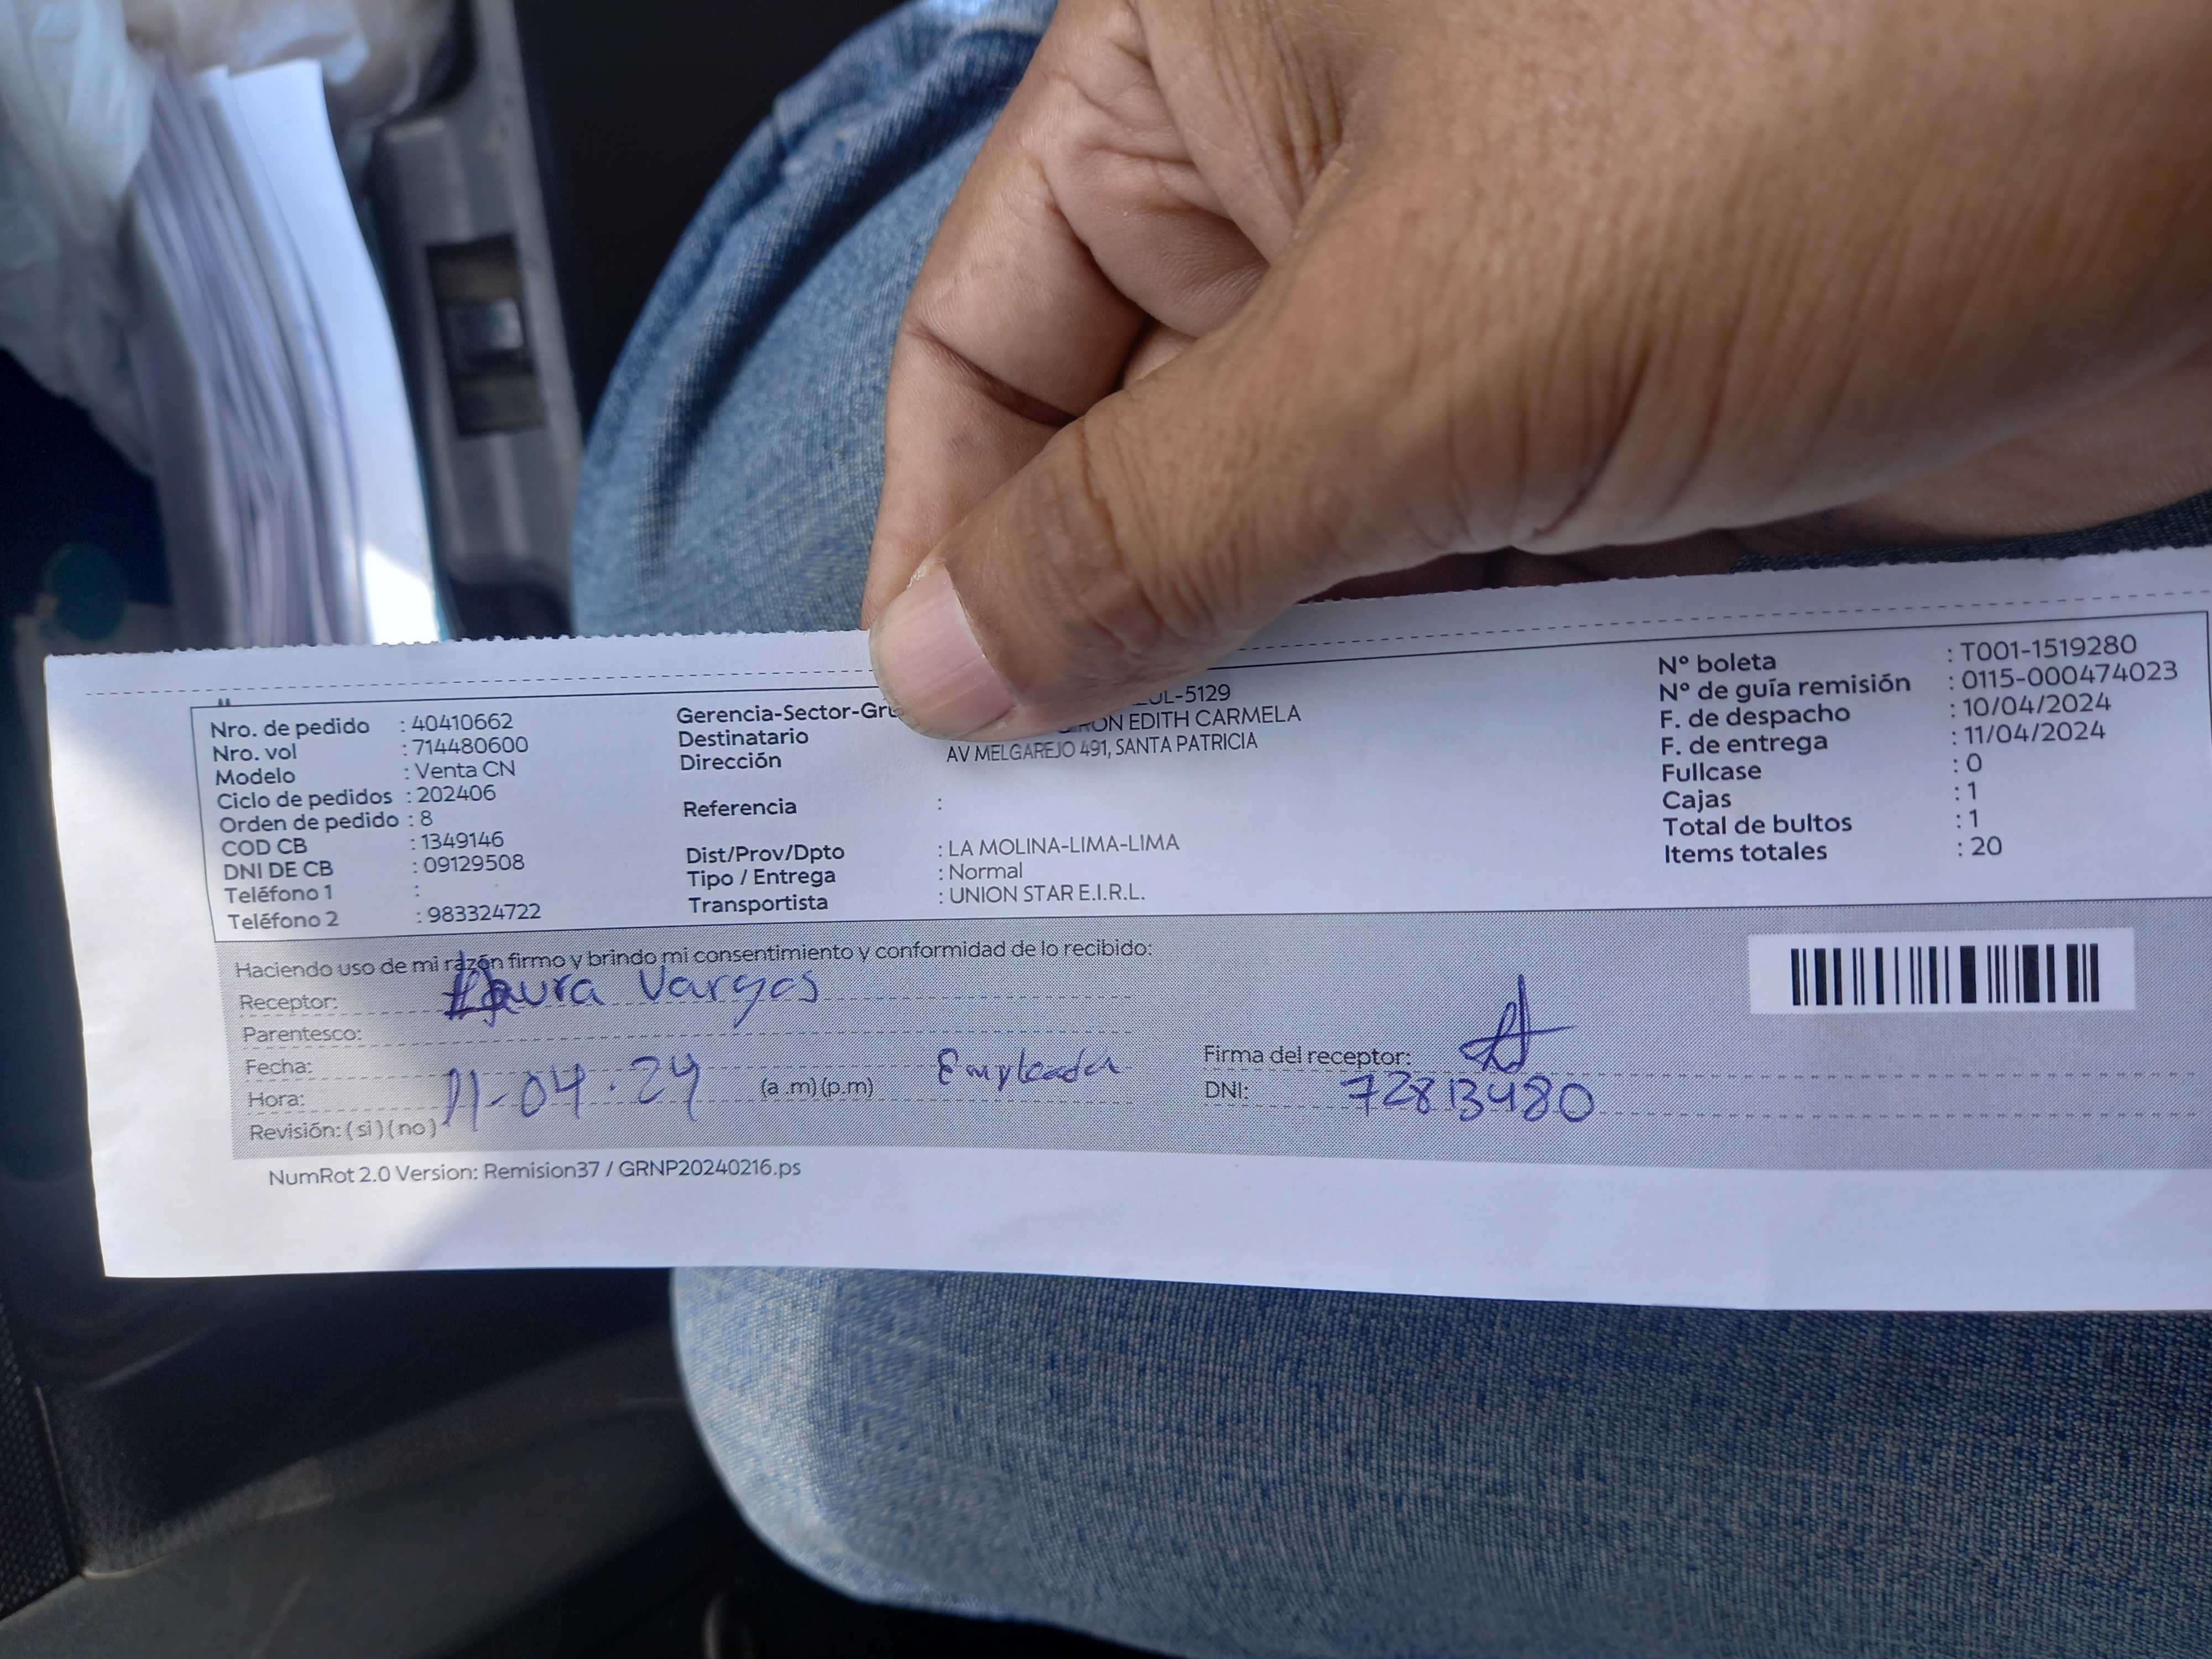 Nro. de pedido : 40410662
Nro. vol : 714480600
Modelo : Venta CN
Ciclo de pedidos : 202406
Orden de pedido : 8
COD CB : 1349146
DNI DE CB : 09129508
Teléfono 1 :
Teléfono 2 : 983324722
Gerencia-Sector-Gru -5129
Destinatario EDITH CARMELA
Dirección AV MELGAREJO 491, SANTA PATRICIA
Referencia :
Dist/Prov/Dpto : LA MOLINA-LIMA-LIMA
Tipo / Entrega : Normal
Transportista : UNION STAR E.I.R.L.
N° boleta : T001-1519280
N° de guía remisión : 0115-000474023
F. de despacho : 10/04/2024
F. de entrega : 11/04/2024
Fullcase : 0
Cajas : 1
Total de bultos : 1
Items totales : 20
Haciendo uso de mi razón firmo y brindo mi consentimiento y conformidad de lo recibido:
Receptor: Laura Vargas
Parentesco:
Fecha: 11-04-24 Empleada
Hora: (a .m) (p.m)
Revisión: ( si ) ( no )
Firma del receptor:
DNI: 72813480
NumRot 2.0 Version: Remision37 / GRNP20240216.ps